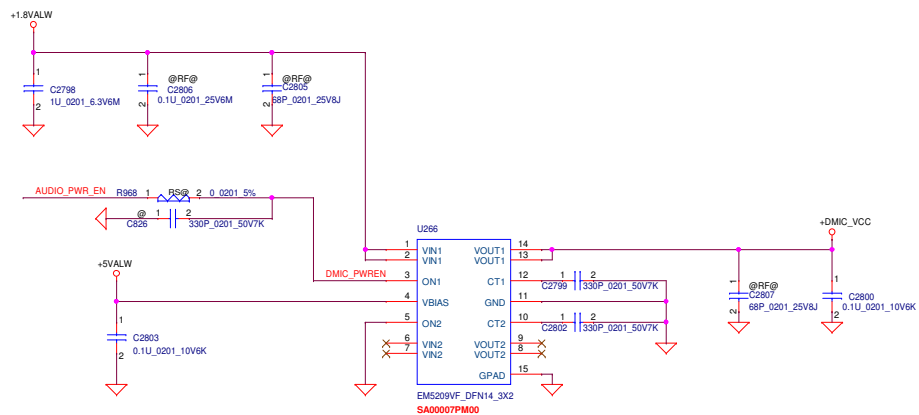 +1.8VALW
1
C2798
1U_0201_6.3V6M
2
@RF@
1
C2806
0.1U_0201_25V6M
2
@RF@
1
C2805
68P_0201_25V8J
2
AUDIO_PWR_EN
R968 1 RS@ 2 0_0201_5%
@
C826 1 2 330P_0201_50V7K
+5VALW
1
C2803
0.1U_0201_10V6K
2
DMIC_PWREN
U266
1 VIN1 VOUT1 14
2 VIN1 VOUT1 13
3 ON1 CT1 12
4 VBIAS GND 11
5 ON2 CT2 10
6 VIN2 VOUT2 9
7 VIN2 VOUT2 8
GPAD 15
EM5209VF_DFN14_3X2
SA00007PM00
1 2
C2799 330P_0201_50V7K
1 2
C2802 330P_0201_50V7K
+DMIC_VCC
@RF@
1
C2807
68P_0201_25V8J
2
1
C2800
0.1U_0201_10V6K
2